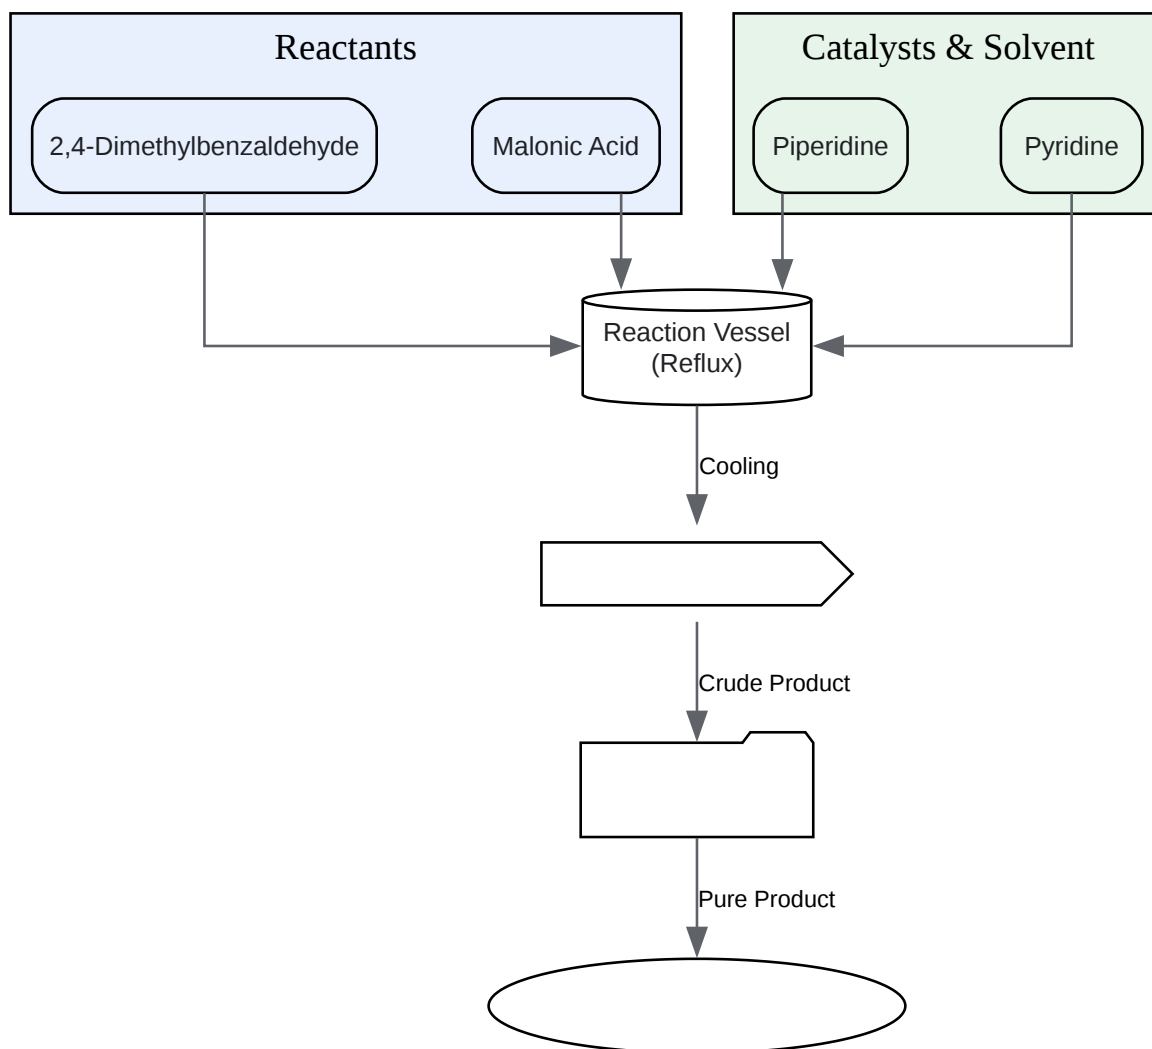 Reactants
Catalysts & Solvent
2,4-Dimethylbenzaldehyde
Malonic Acid
Piperidine
Pyridine
Reaction Vessel
(Reflux)
Cooling
Crude Product
Pure Product